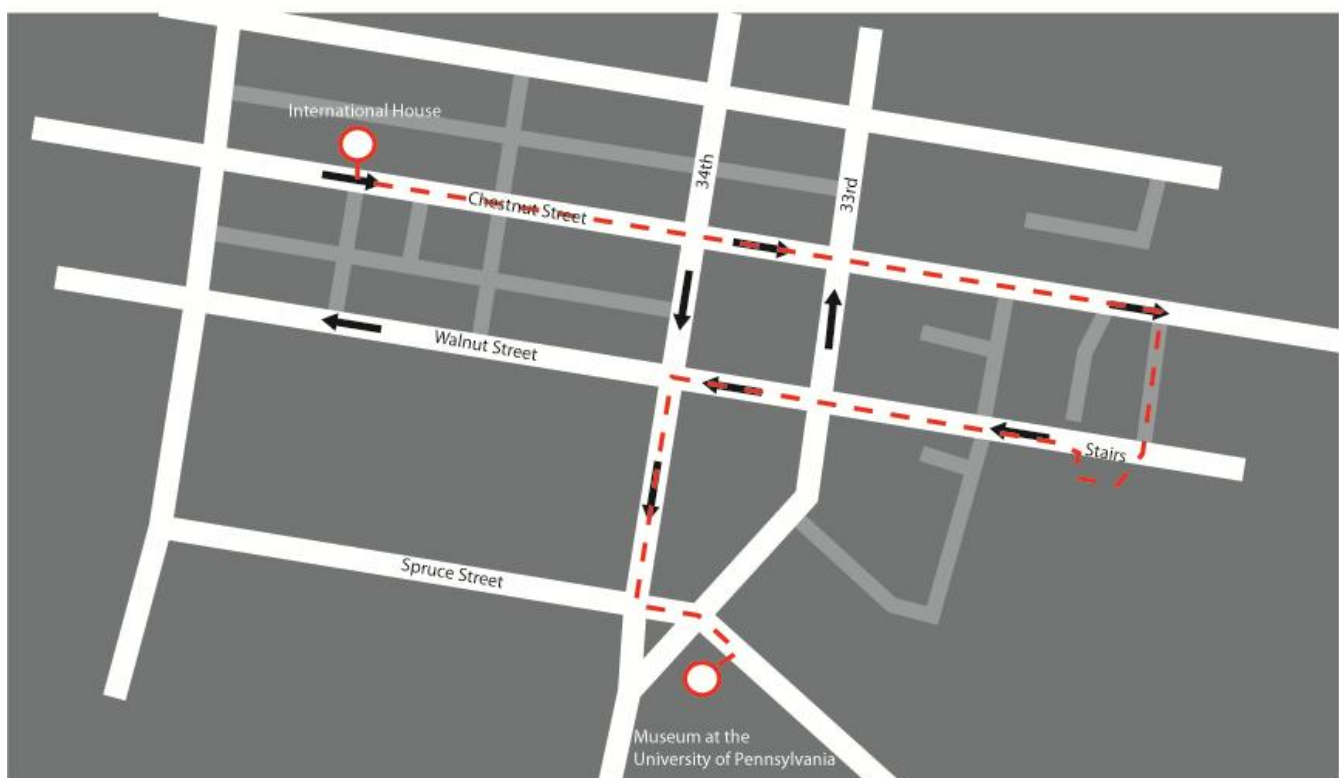 International House
34th
33rd
Chestnut Street
Walnut Street
Stairs
Spruce Street
Museum at the
University of Pennsylvania